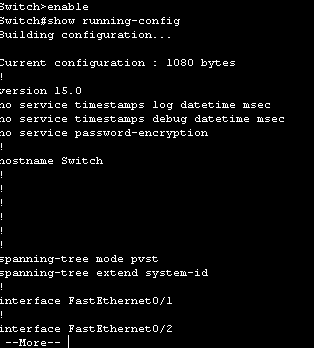 Switch>enable
Switch#show running-config
Building configuration...
Current configuration : 1080 bytes
!
version 15.0
no service timestamps log datetime msec
no service timestamps debug datetime msec
no service password-encryption
!
hostname Switch
!
!
!
!
!
!
spanning-tree mode pvst
spanning-tree extend system-id
!
interface FastEthernet0/1
!
interface FastEthernet0/2
--More--